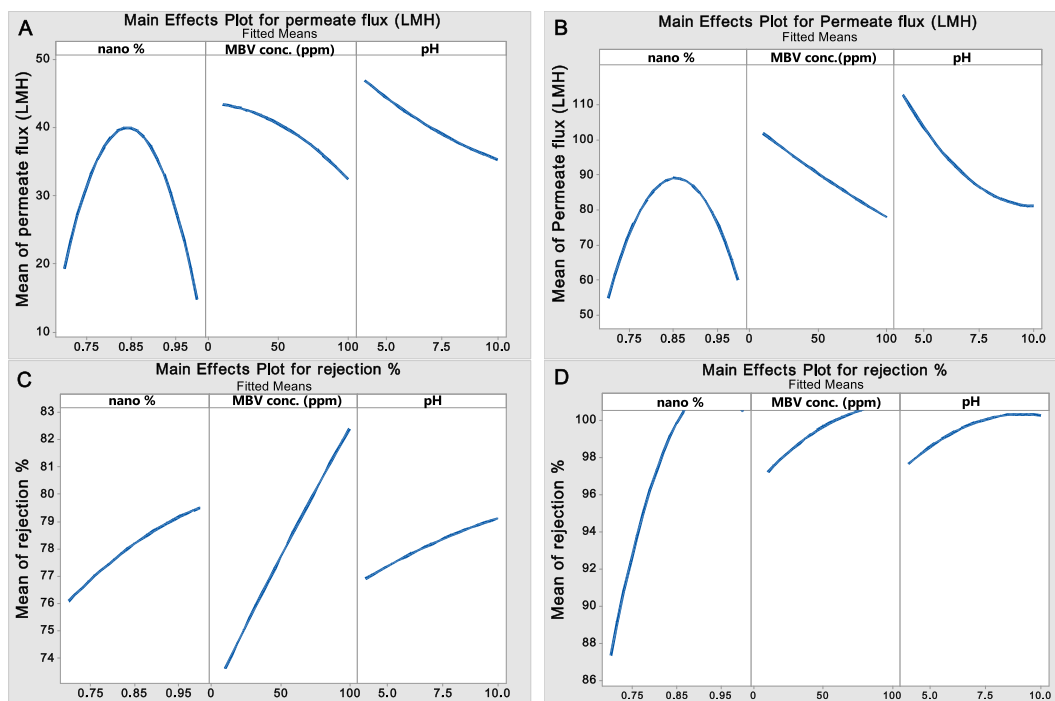 A
Main Effects Plot for permeate flux (LMH)
Fitted Means
nano %
MBV conc. (ppm)
pH
Mean of permeate flux (LMH)
50
40
30
20
10
0.75
0.85
0.95
0
50
100
5.0
7.5
10.0
B
Main Effects Plot for Permeate flux (LMH)
Fitted Means
nano %
MBV conc.(ppm)
pH
Mean of Permeate flux (LMH)
110
100
90
80
70
60
50
0.75
0.85
0.95
0
50
100
5.0
7.5
10.0
C
Main Effects Plot for rejection %
Fitted Means
nano %
MBV conc. (ppm)
pH
Mean of rejection %
83
82
81
80
79
78
77
76
75
74
0.75
0.85
0.95
0
50
100
5.0
7.5
10.0
D
Main Effects Plot for rejection %
Fitted Means
nano %
MBV conc. (ppm)
pH
Mean of rejection %
100
98
96
94
92
90
88
86
0.75
0.85
0.95
0
50
100
5.0
7.5
10.0